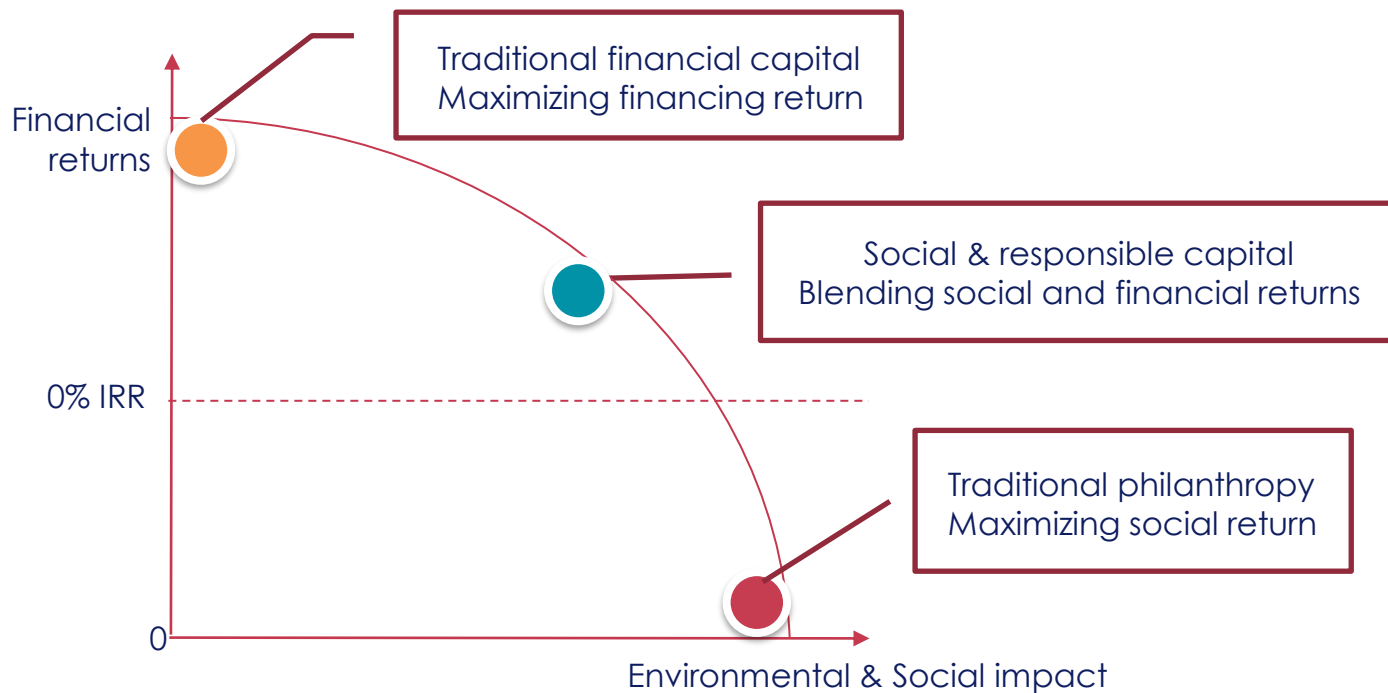 Traditional financial capital
Maximizing financing return
Financial
returns
Social & responsible capital
Blending social and financial returns
0% IRR
Traditional philanthropy
Maximizing social return
0
Environmental & Social impact